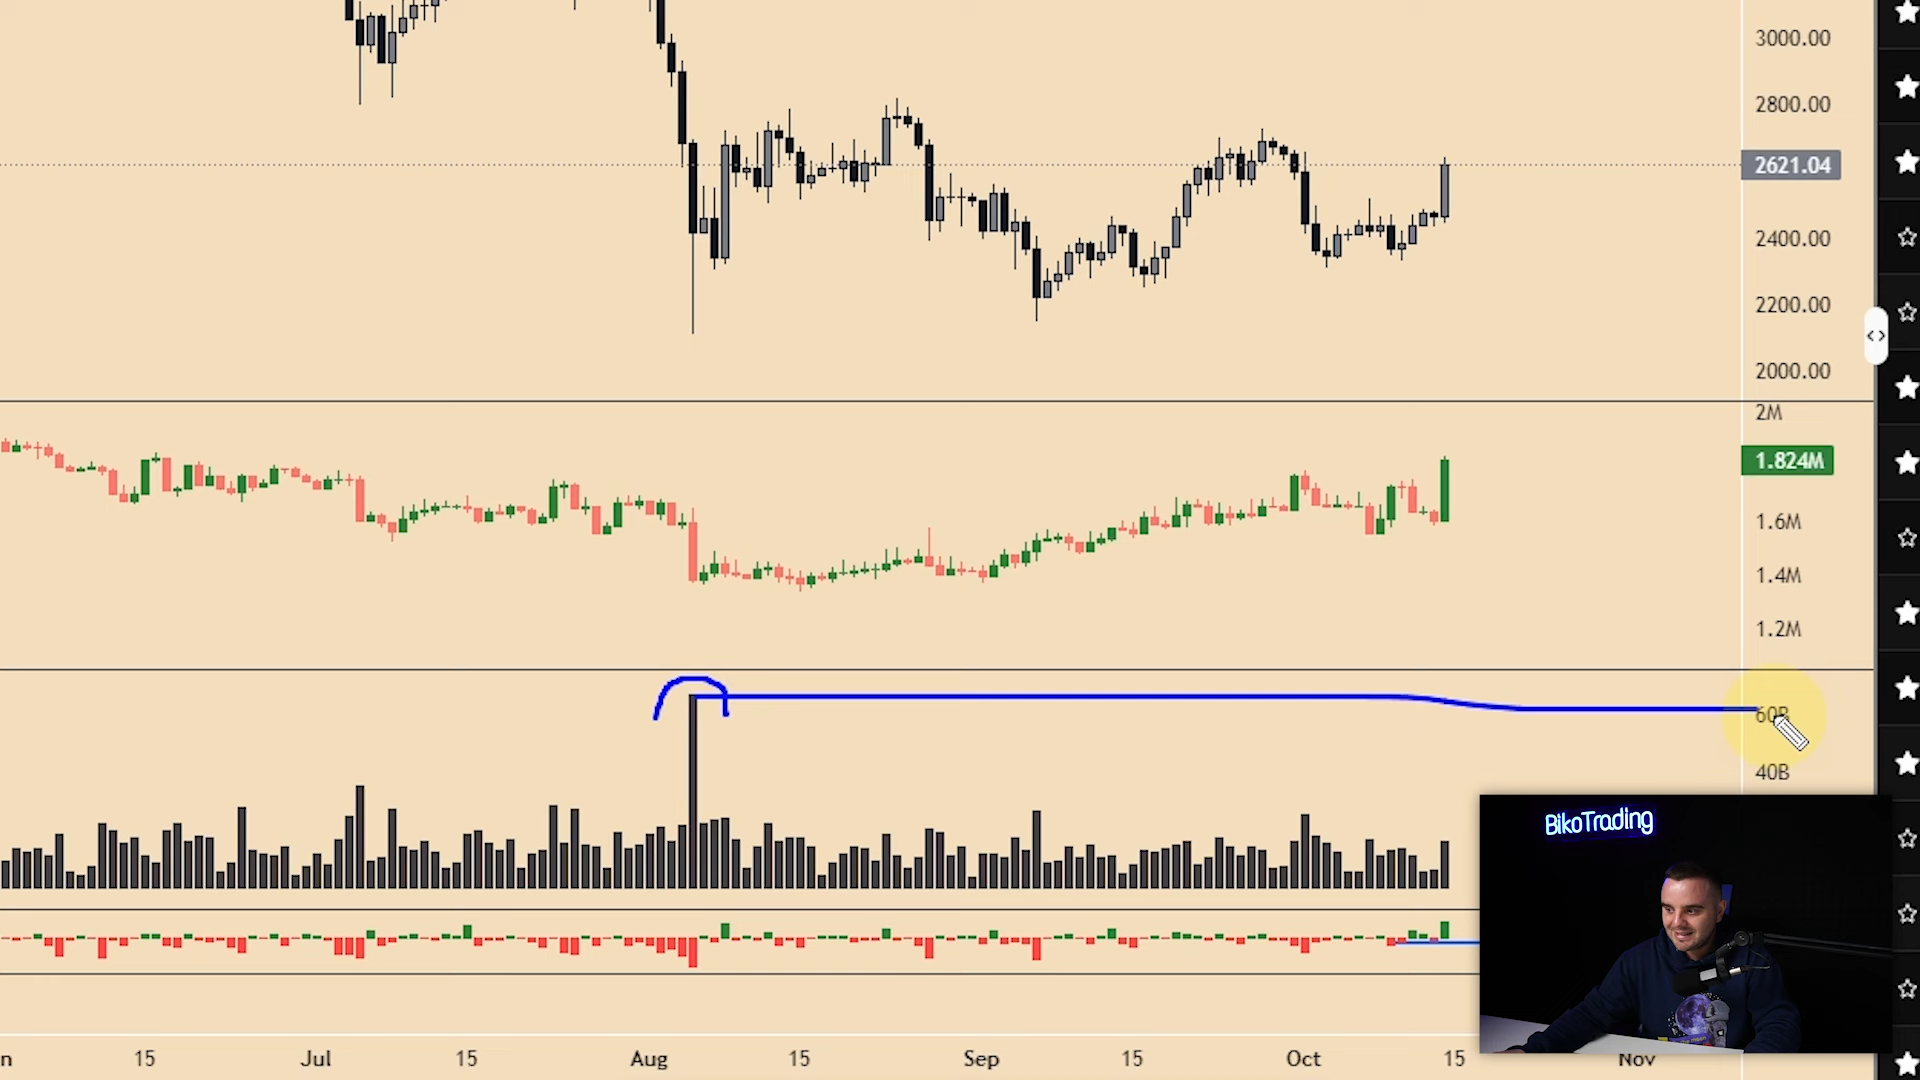 3000.00
2800.00
2621.04
2400.00
2200.00
2000.00
2M
1.824M
1.6M
1.4M
1.2M
60B
40B
BikoTrading
15
Jul
15
Aug
15
Sep
15
Oct
15
Nov